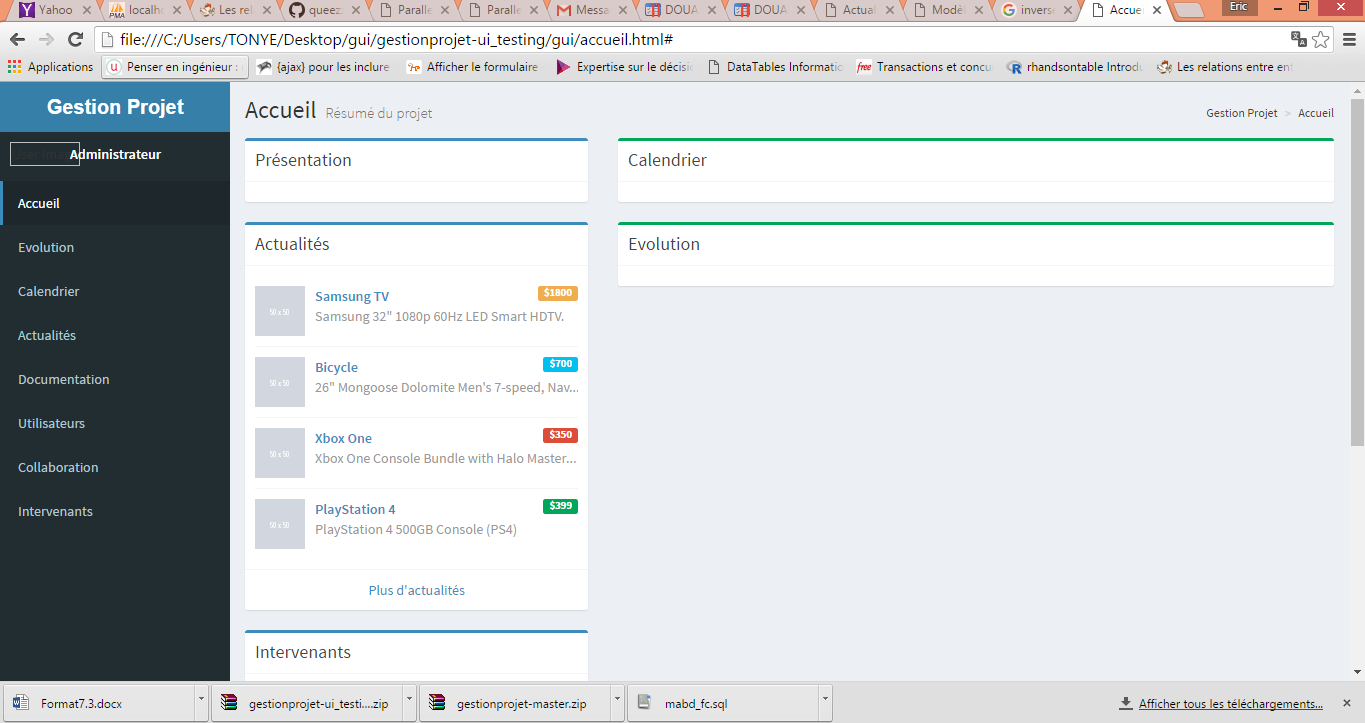 Yahoo
localh
Les rel
queez
Paralle
Paralle
Messa
DOUA
DOUA
Actual
Modèl
invers
Accue
Eric
file:///C:/Users/TONYE/Desktop/gui/gestionprojet-ui_testing/gui/accueil.html#
Applications
Penser en ingénieur :
{ajax} pour les inclure
Afficher le formulaire
Expertise sur le décisi
DataTables Informatio
free Transactions et concu
rhandsontable Introdu
Les relations entre ent
Gestion Projet
Administrateur
Accueil
Evolution
Calendrier
Actualités
Documentation
Utilisateurs
Collaboration
Intervenants
Accueil Résumé du projet
Gestion Projet > Accueil
Présentation
Calendrier
Actualités
Evolution
50 x 50
Samsung TV $1800
Samsung 32" 1080p 60Hz LED Smart HDTV.
50 x 50
Bicycle $700
26" Mongoose Dolomite Men's 7-speed, Nav...
50 x 50
Xbox One $350
Xbox One Console Bundle with Halo Master...
50 x 50
PlayStation 4 $399
PlayStation 4 500GB Console (PS4)
Plus d'actualités
Intervenants
Format7.3.docx
gestionprojet-ui_testi....zip
gestionprojet-master.zip
mabd_fc.sql
Afficher tous les téléchargements...